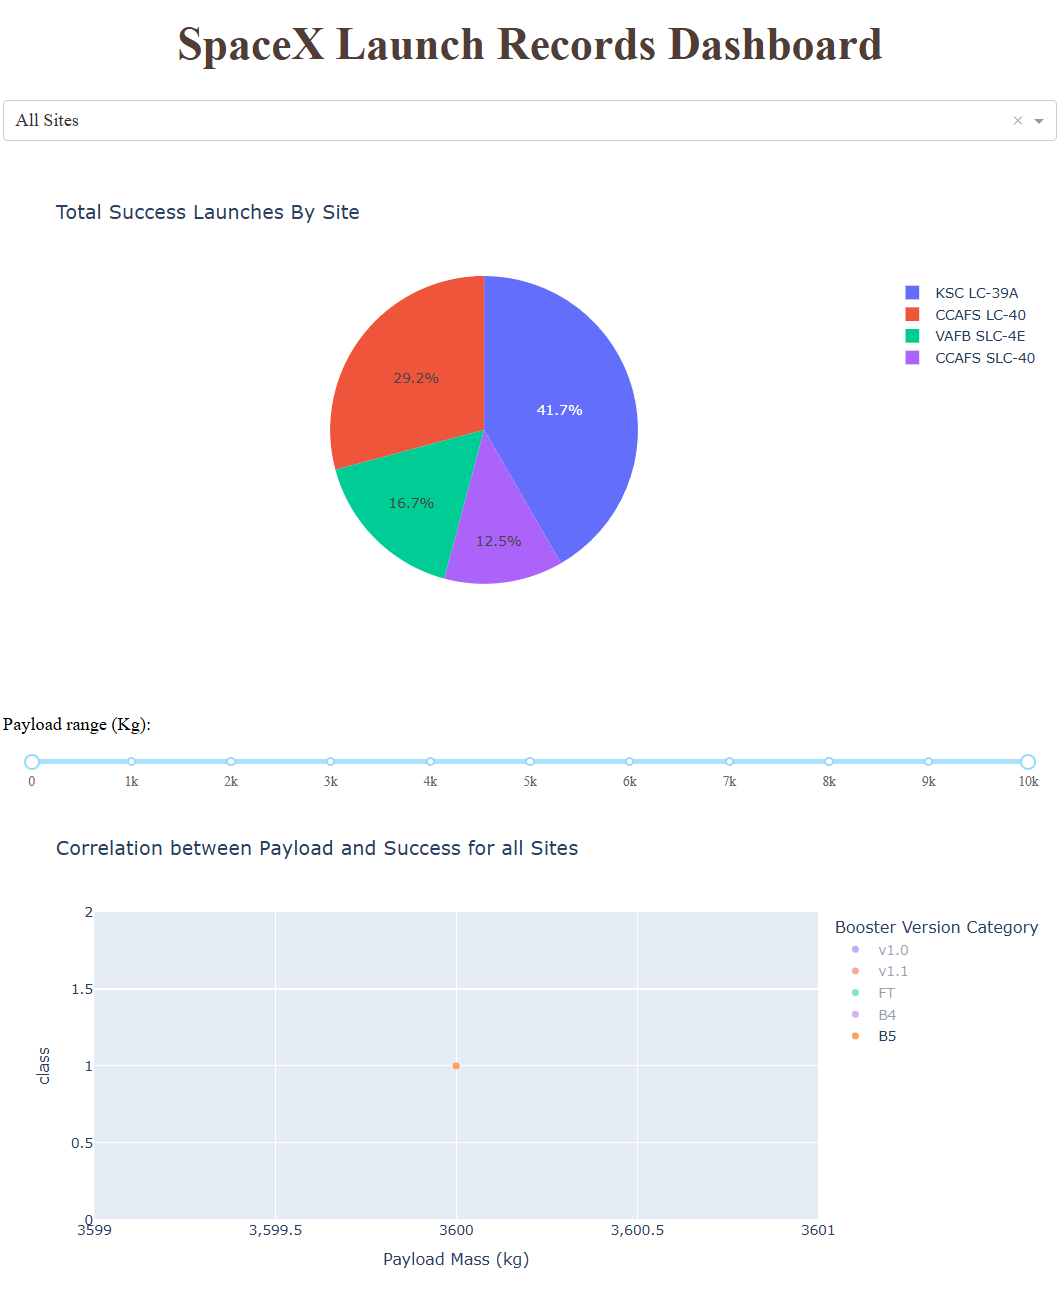 SpaceX Launch Records Dashboard
All Sites
×
Total Success Launches By Site
KSC LC-39A
CCAFS LC-40
VAFB SLC-4E
CCAFS SLC-40
29.2%
41.7%
16.7%
12.5%
Payload range (Kg):
0 1k 2k 3k 4k 5k 6k 7k 8k 9k 10k
Correlation between Payload and Success for all Sites
2
1.5
1
0.5
0
class
3599 3,599.5 3600 3,600.5 3601
Payload Mass (kg)
Booster Version Category
v1.0
v1.1
FT
B4
B5